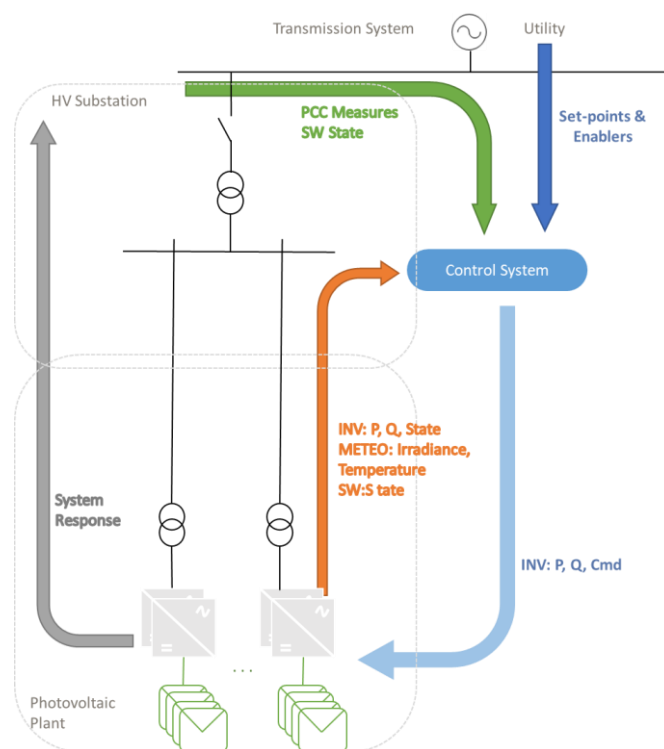 Transmission System
Utility
HV Substation
PCC Measures
SW State
Set-points &
Enablers
Control System
INV: P, Q, State
METEO: Irradiance,
Temperature
SW:S tate
System
Response
INV: P, Q, Cmd
...
Photovoltaic
Plant